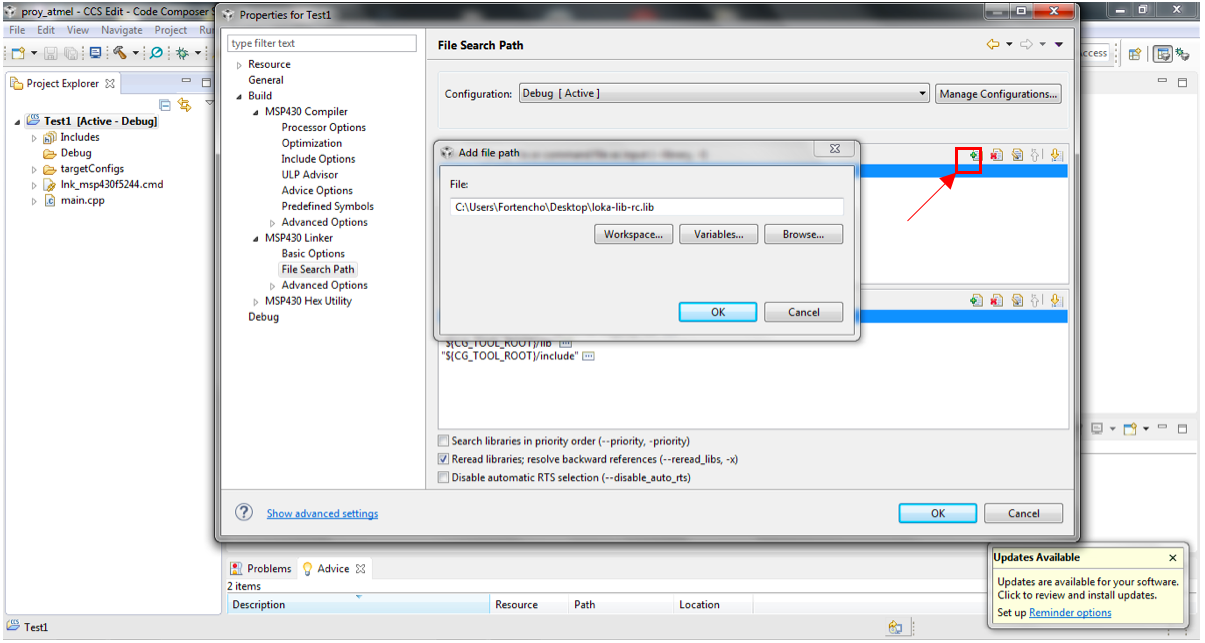 proy_atmel - CCS Edit - Code Composer S
File Edit View Navigate Project Ru
Project Explorer
Test1 [Active - Debug]
Includes
Debug
targetConfigs
lnk_msp430f5244.cmd
main.cpp
Properties for Test1
type filter text
Resource
General
Build
MSP430 Compiler
Processor Options
Optimization
Include Options
ULP Advisor
Advice Options
Predefined Symbols
Advanced Options
MSP430 Linker
Basic Options
File Search Path
Advanced Options
MSP430 Hex Utility
Debug
File Search Path
Configuration: Debug [ Active ] Manage Configurations...
Add file path
File:
C:\Users\Fortencho\Desktop\loka-lib-rc.lib
Workspace... Variables... Browse...
OK Cancel
"${CG_TOOL_ROOT}/lib"
"${CG_TOOL_ROOT}/include"
Search libraries in priority order (--priority, -priority)
Reread libraries; resolve backward references (--reread_libs, -x)
Disable automatic RTS selection (--disable_auto_rts)
Show advanced settings
OK Cancel
ccess
Problems Advice
2 items
Description Resource Path Location
Updates Available
Updates are available for your software.
Click to review and install updates.
Set up Reminder options
Test1